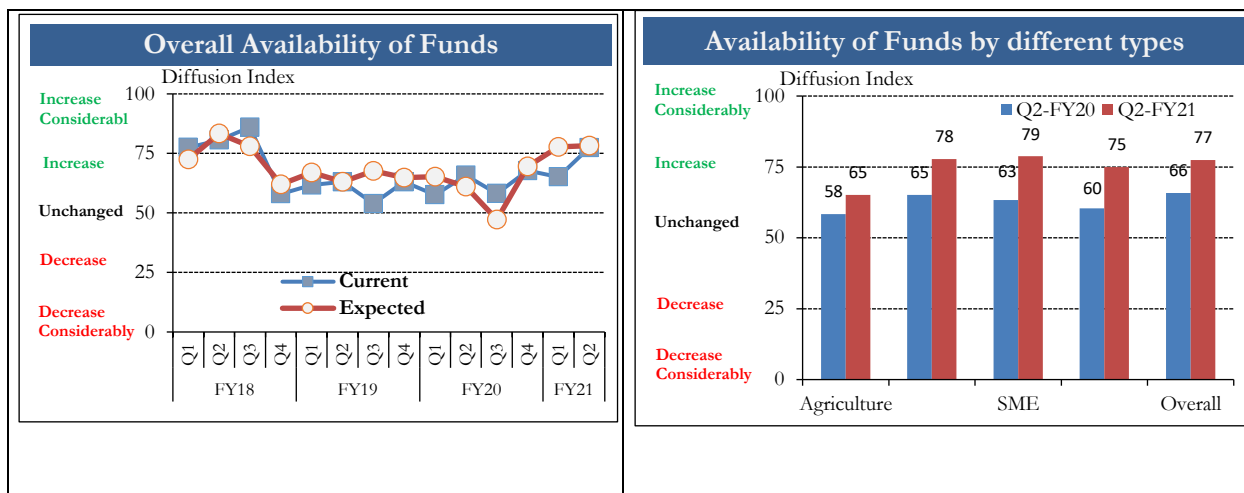 Overall Availability of Funds
Diffusion Index
Increase
Considerabl
Increase
Unchanged
Decrease
Decrease
Considerably
100
75
50
25
0
Current
Expected
Q1 Q2 Q3 Q4 Q1 Q2 Q3 Q4 Q1 Q2 Q3 Q4 Q1 Q2
FY18 FY19 FY20 FY21
Availability of Funds by different types
Diffusion Index
Increase
Considerably
Increase
Unchanged
Decrease
Decrease
Considerably
100
75
50
25
0
Q2-FY20 Q2-FY21
58 65 65 78 63 79 60 75 66 77
Agriculture SME Overall